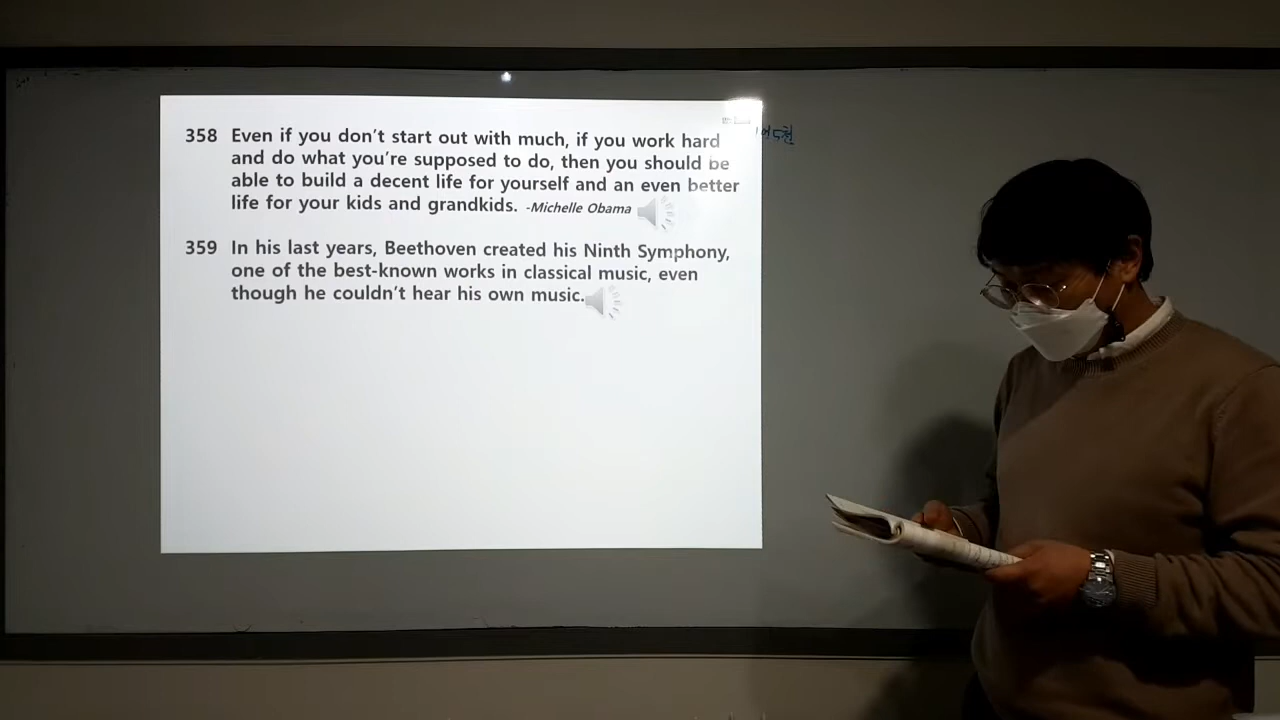 358 Even if you don't start out with much, if you work hard
and do what you're supposed to do, then you should be
able to build a decent life for yourself and an even better
life for your kids and grandkids. -Michelle Obama
359 In his last years, Beethoven created his Ninth Symphony,
one of the best-known works in classical music, even
though he couldn't hear his own music.